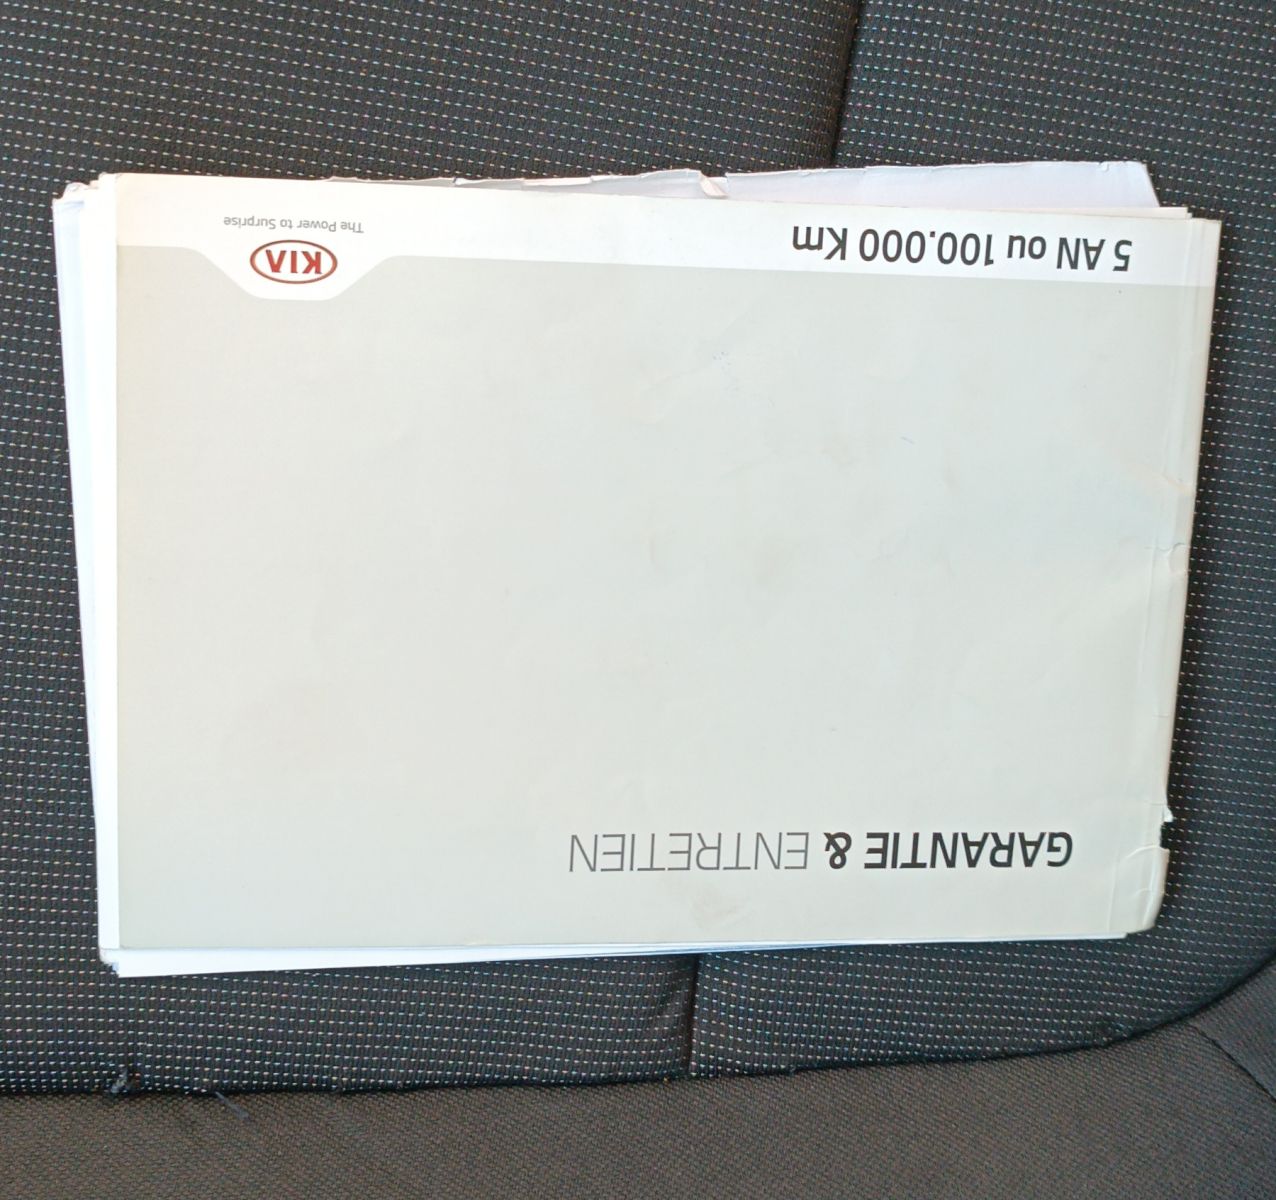 GARANTIE & ENTRETIEN
5 AN ou 100.000 Km
KIA
The Power to Surprise